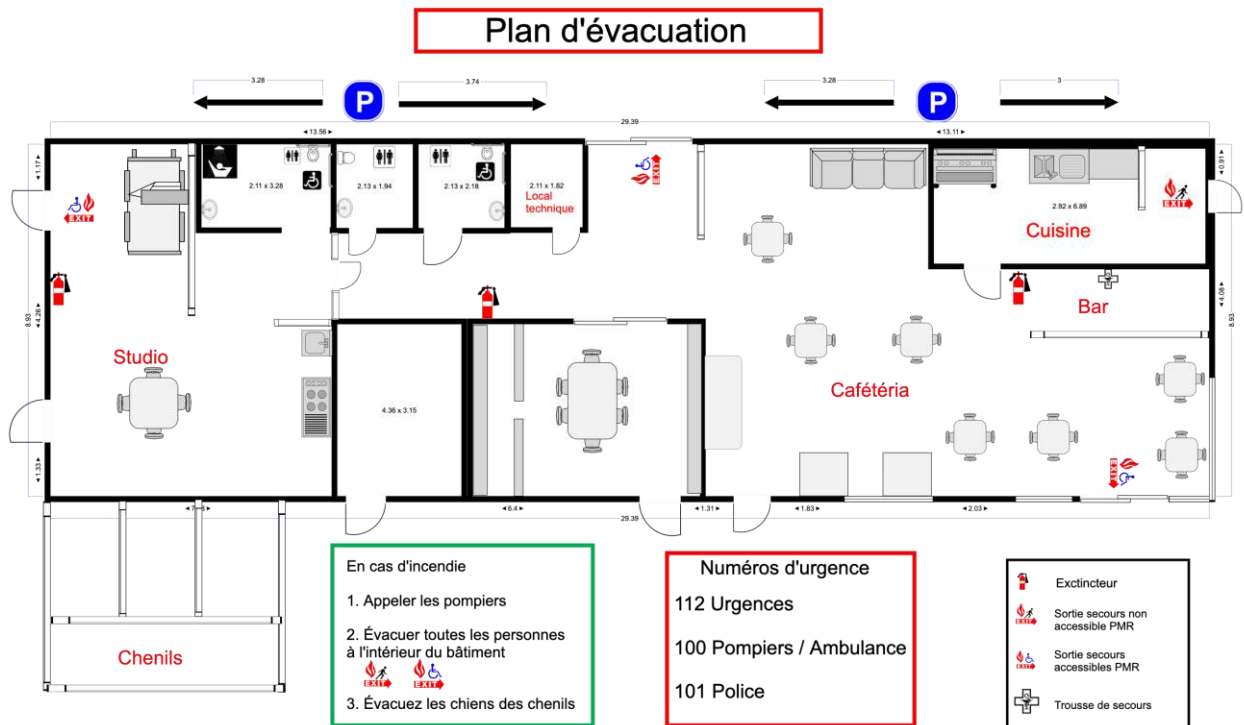 Plan d'évacuation
3.28
P
3.74
3.28
P
3
29.39
13.56
13.11
1.17
4.26
8.93
1.33
2.11 x 3.28
2.13 x 1.94
2.13 x 2.18
2.11 x 1.82
Local
technique
EXIT
EXIT
2.92 x 6.89
EXIT
Cuisine
0.91
4.08
8.93
Bar
Studio
4.36 x 3.15
Cafétéria
EXIT
6.4
29.39
1.31
1.83
2.03
Chenils
En cas d'incendie
1. Appeler les pompiers
2. Évacuer toutes les personnes
à l'intérieur du bâtiment
EXIT EXIT
3. Évacuez les chiens des chenils
Numéros d'urgence
112 Urgences
100 Pompiers / Ambulance
101 Police
Exctincteur
EXIT
Sortie secours non
accessible PMR
EXIT
Sortie secours
accessibles PMR
Trousse de secours